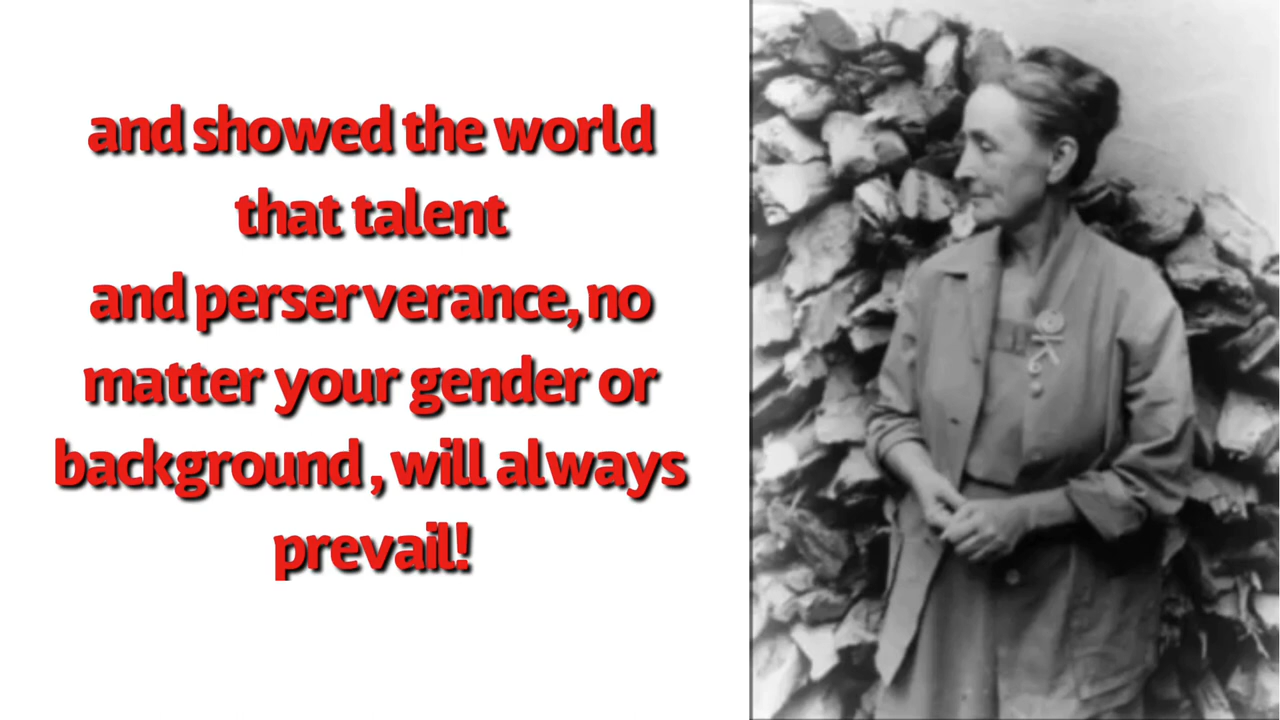 and showed the world
that talent
and perserverance, no
matter your gender or
background , will always
prevail!